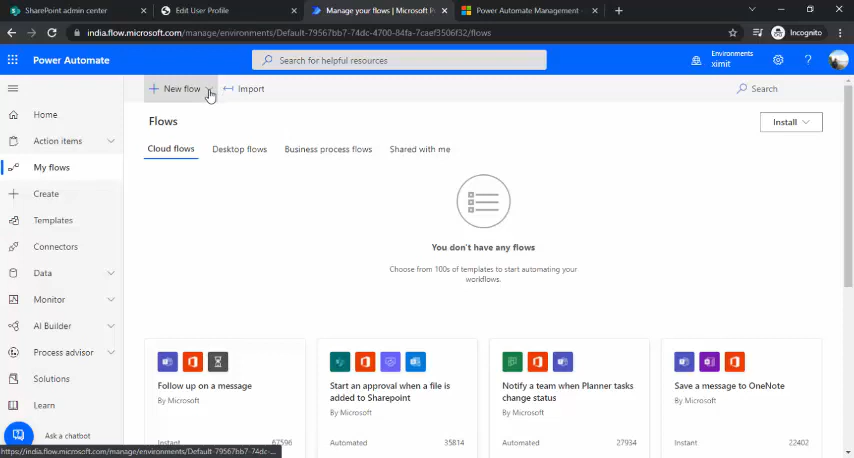 SharePoint admin center
Edit User Profile
Manage your flows | Microsoft P
Power Automate Management
india.flow.microsoft.com/manage/environments/Default-79567bb7-74dc-4700-84fa-7caef3506f32/flows
Incognito
Power Automate
Search for helpful resources
Environments
ximit
New flow
Import
Search
Home
Action items
My flows
Create
Templates
Connectors
Data
Monitor
AI Builder
Process advisor
Solutions
Learn
Ask a chatbot
Flows
Install
Cloud flows
Desktop flows
Business process flows
Shared with me
You don't have any flows
Choose from 100s of templates to start automating your
workflows.
Follow up on a message
By Microsoft
Instant
67596
Start an approval when a file is
added to Sharepoint
By Microsoft
Automated
35814
Notify a team when Planner tasks
change status
By Microsoft
Automated
27934
Save a message to OneNote
By Microsoft
Instant
22402
https://india.flow.microsoft.com/manage/environments/Default-79567bb7-74dc-...